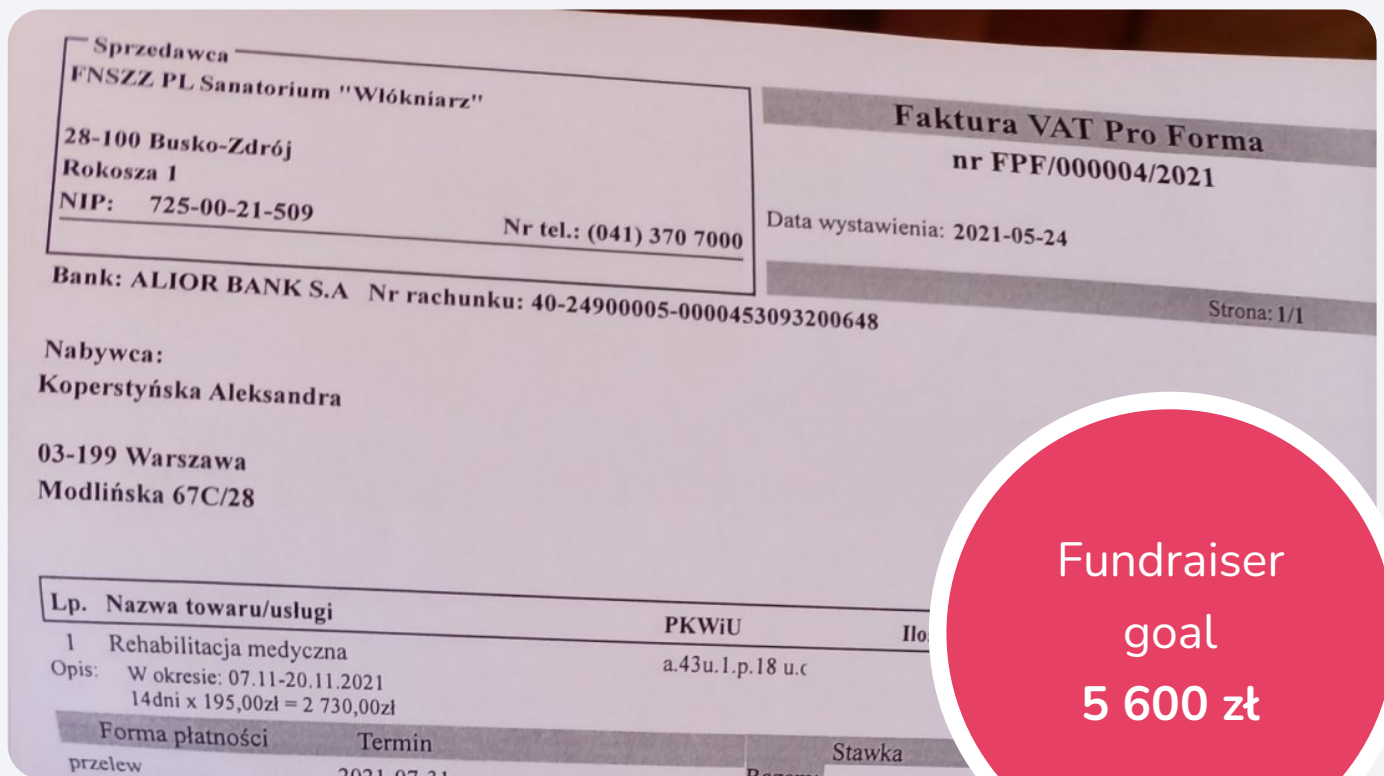 Sprzedawca
FNSZZ PL Sanatorium "Włókniarz"
28-100 Busko-Zdrój
Rokosza 1
NIP: 725-00-21-509
Nr tel.: (041) 370 7000
Faktura VAT Pro Forma
nr FPF/000004/2021
Data wystawienia: 2021-05-24
Strona: 1/1
Bank: ALIOR BANK S.A Nr rachunku: 40-24900005-0000453093200648
Nabywca:
Koperstyńska Aleksandra
03-199 Warszawa
Modlińska 67C/28
Lp. Nazwa towaru/usługi PKWiU
1 Rehabilitacja medyczna a.43u.1.p.18 u.c
Opis: W okresie: 07.11-20.11.2021
14dni x 195,00zł = 2 730,00zł
Forma płatności Termin Stawka
przelew
Fundraiser
goal
5 600 zł